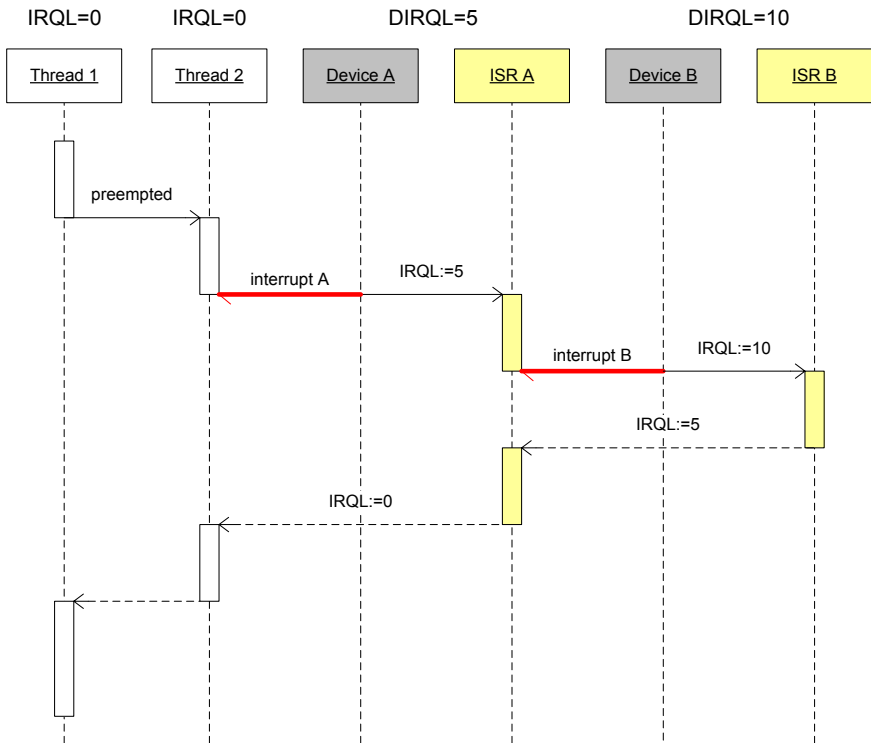 IRQL=0
IRQL=0
DIRQL=5
DIRQL=10
Thread 1
Thread 2
Device A
ISR A
Device B
ISR B
preempted
interrupt A
IRQL:=5
interrupt B
IRQL:=10
IRQL:=5
IRQL:=0